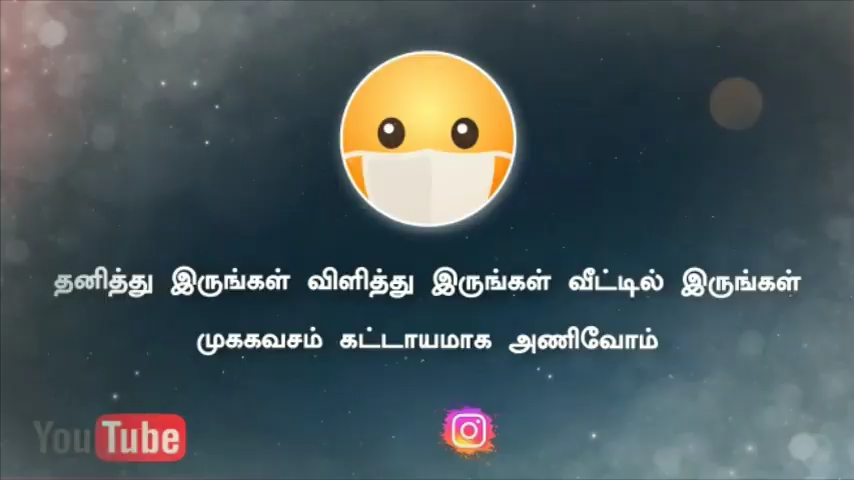 தனித்து இருங்கள் விளித்து இருங்கள் வீட்டில் இருங்கள்
முககவசம் கட்டாயமாக அணிவோம்
YouTube